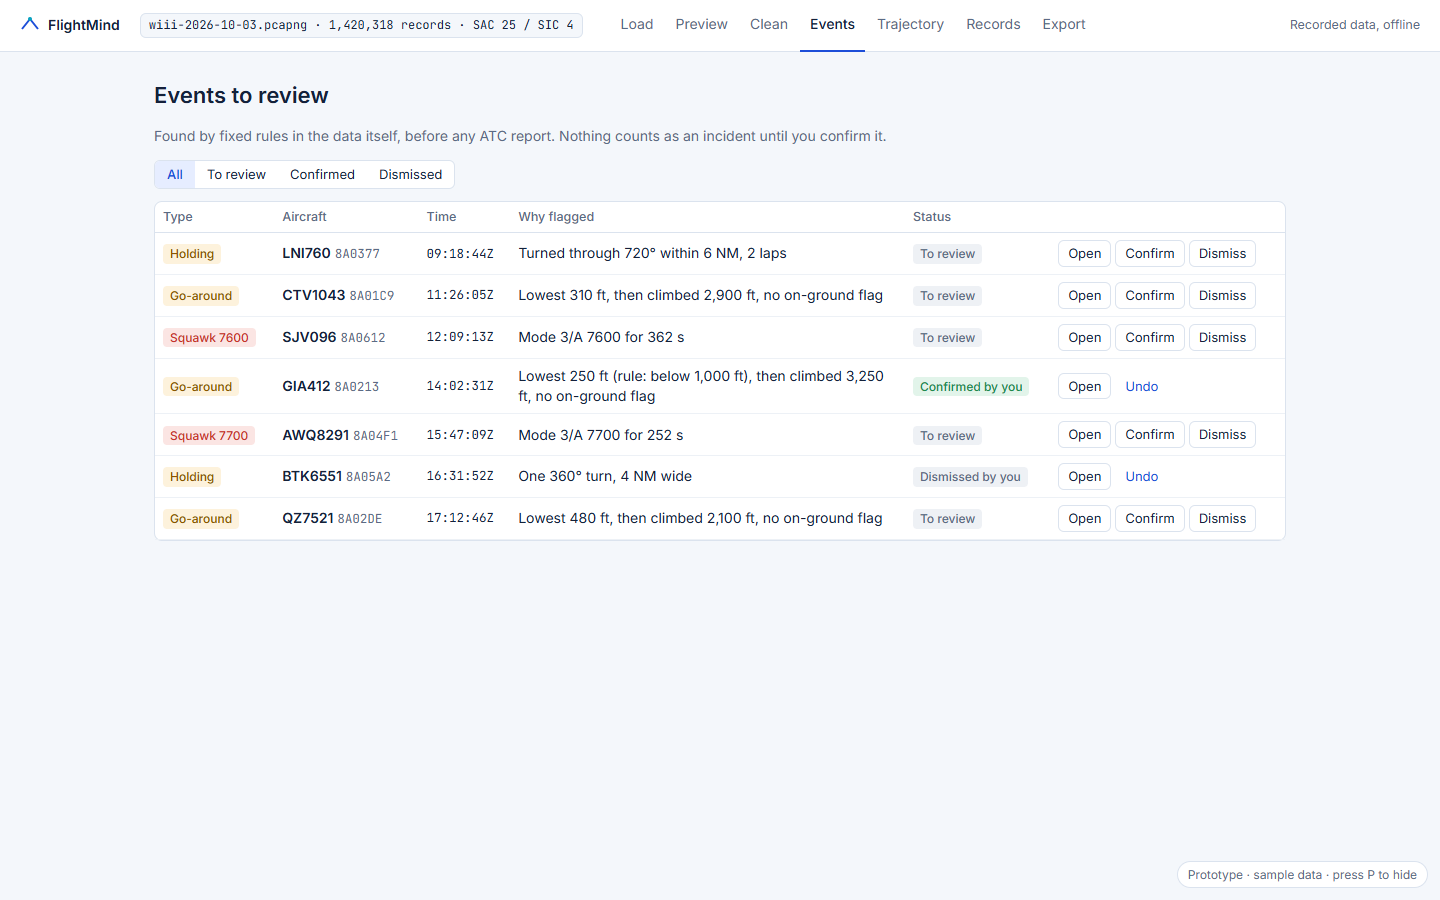 FlightMind
wiii-2026-10-03.pcapng · 1,420,318 records · SAC 25 / SIC 4
Load Preview Clean Events Trajectory Records Export
Recorded data, offline
Events to review
Found by fixed rules in the data itself, before any ATC report. Nothing counts as an incident until you confirm it.
All To review Confirmed Dismissed
Type Aircraft Time Why flagged Status
Holding LNI760 8A0377 09:18:44Z Turned through 720° within 6 NM, 2 laps To review Open Confirm Dismiss
Go-around CTV1043 8A01C9 11:26:05Z Lowest 310 ft, then climbed 2,900 ft, no on-ground flag To review Open Confirm Dismiss
Squawk 7600 SJV096 8A0612 12:09:13Z Mode 3/A 7600 for 362 s To review Open Confirm Dismiss
Go-around GIA412 8A0213 14:02:31Z Lowest 250 ft (rule: below 1,000 ft), then climbed 3,250
ft, no on-ground flag Confirmed by you Open Undo
Squawk 7700 AWQ8291 8A04F1 15:47:09Z Mode 3/A 7700 for 252 s To review Open Confirm Dismiss
Holding BTK6551 8A05A2 16:31:52Z One 360° turn, 4 NM wide Dismissed by you Open Undo
Go-around QZ7521 8A02DE 17:12:46Z Lowest 480 ft, then climbed 2,100 ft, no on-ground flag To review Open Confirm Dismiss
Prototype · sample data · press P to hide